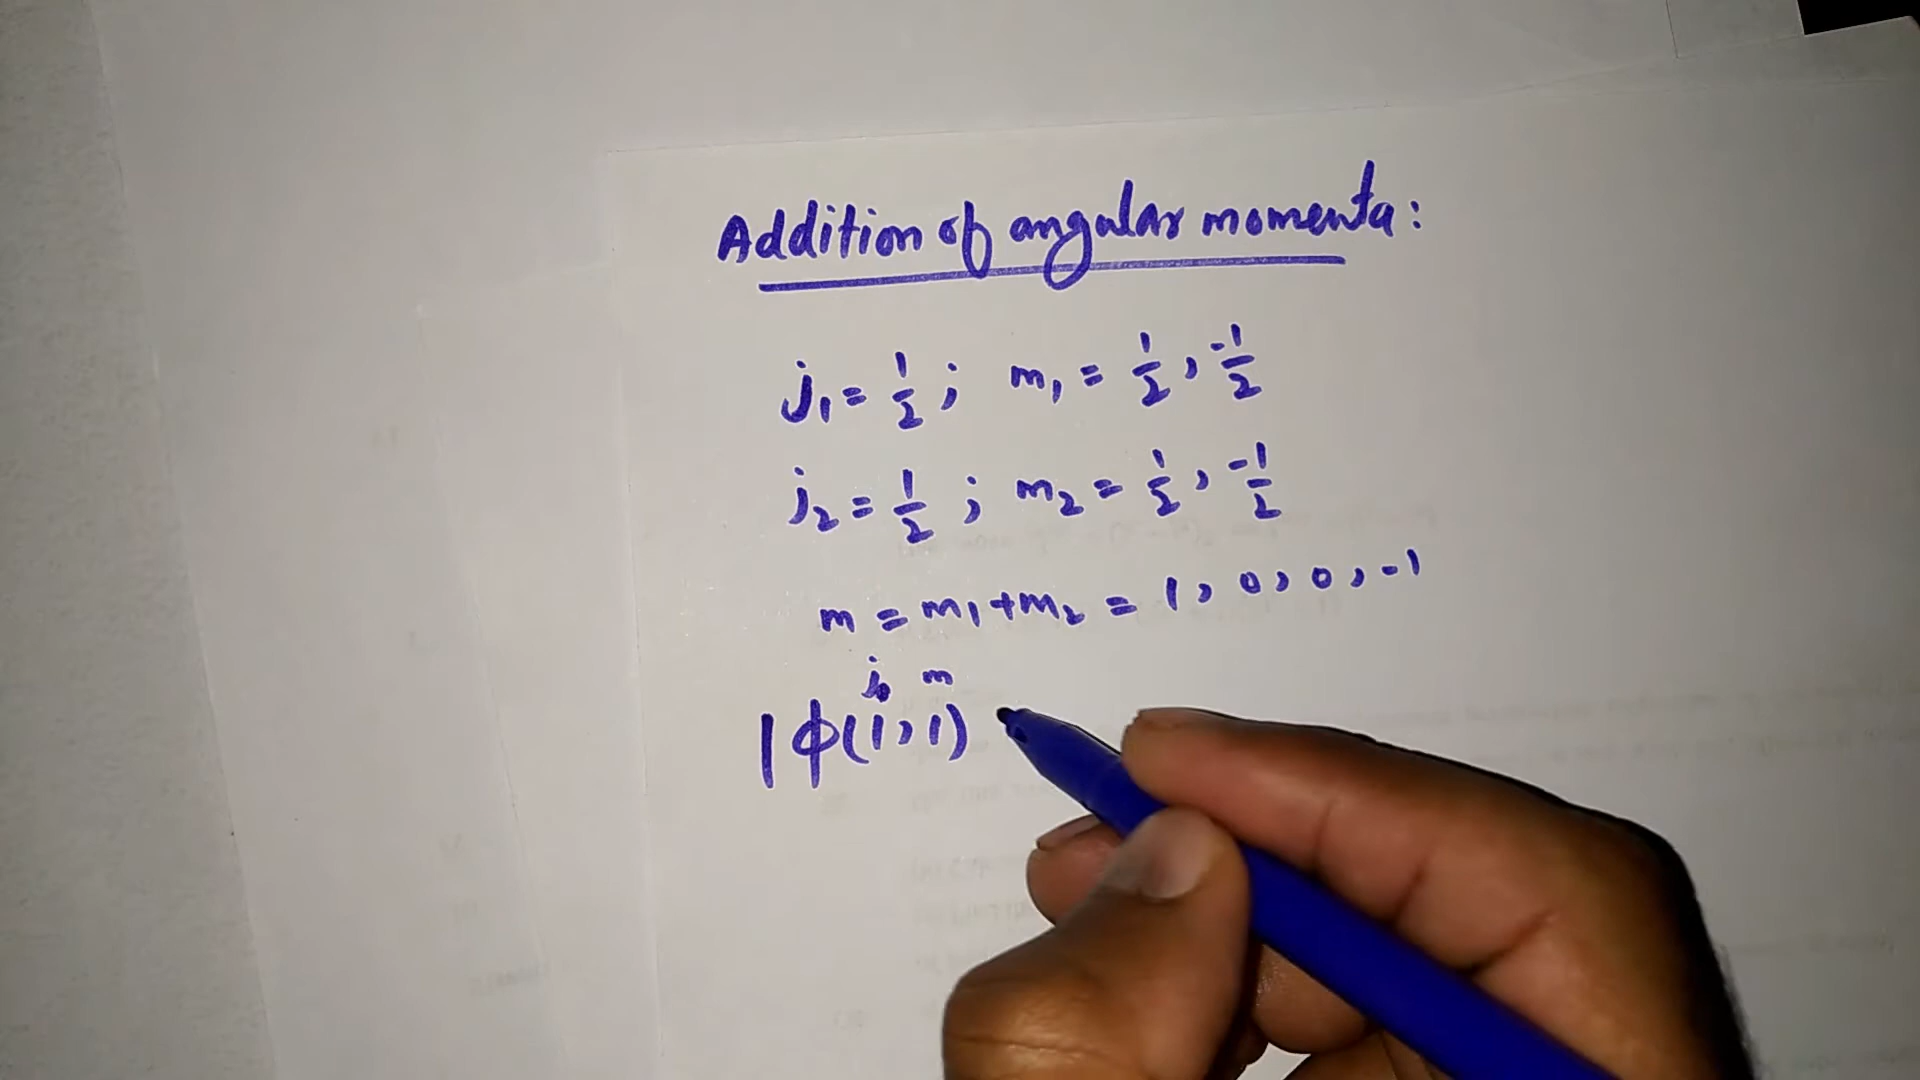 Addition of angular momenta:
j₁ = 1/2 ; m₁ = 1/2 , -1/2
j₂ = 1/2 ; m₂ = 1/2 , -1/2
m = m₁+m₂ = 1 , 0 , 0 , -1
j m
|ϕ(1,1)